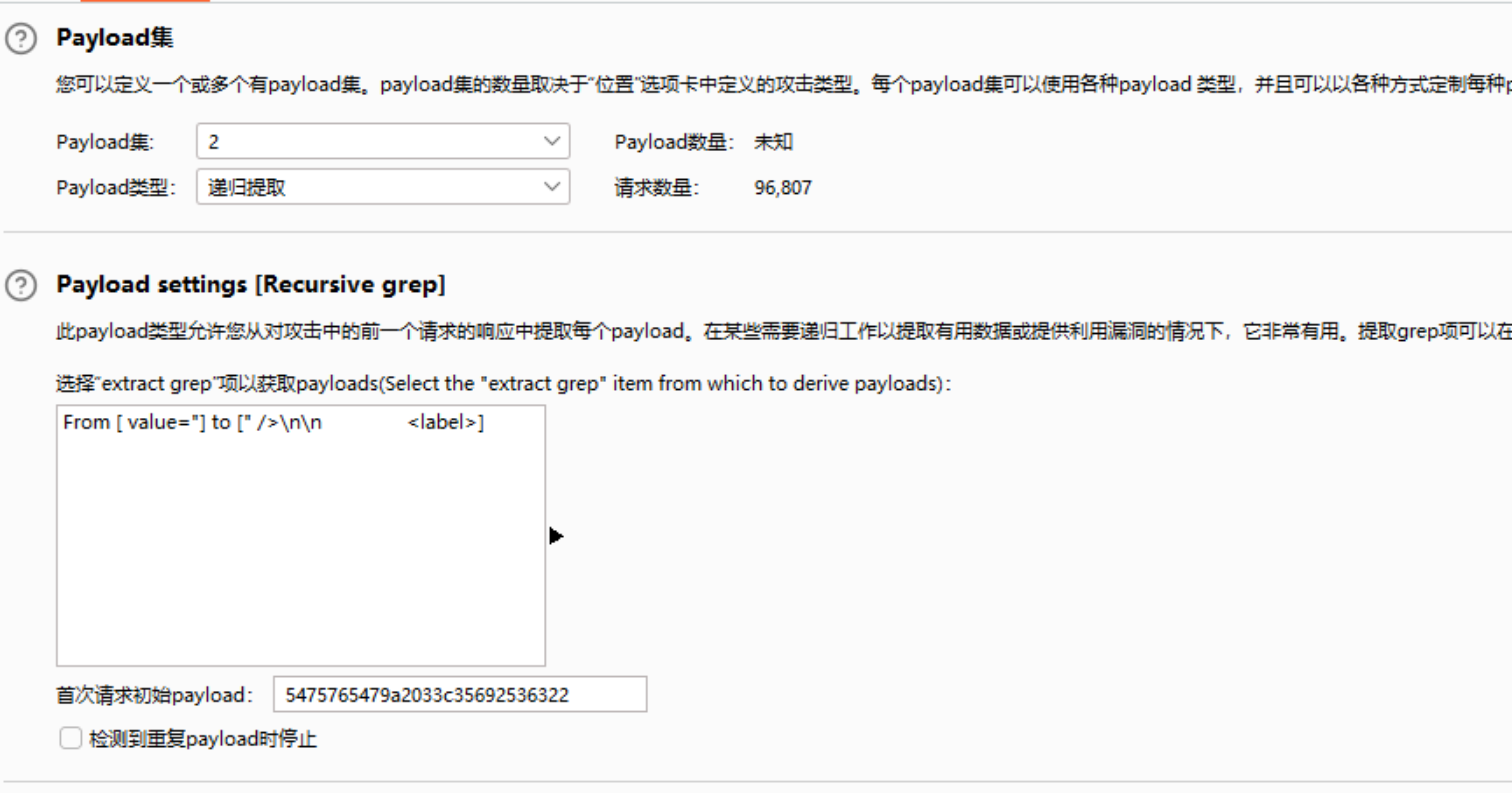 Payload集
您可以定义一个或多个有payload集。payload集的数量取决于"位置"选项卡中定义的攻击类型。每个payload集可以使用各种payload 类型，并且可以以各种方式定制每种
Payload集: 2 Payload数量： 未知
Payload类型： 递归提取 请求数量： 96,807
Payload settings [Recursive grep]
此payload类型允许您从对攻击中的前一个请求的响应中提取每个payload。在某些需要递归工作以提取有用数据或提供利用漏洞的情况下，它非常有用。提取grep项可以在
选择"extract grep"项以获取payloads(Select the "extract grep" item from which to derive payloads)：
From [ value="] to [" />\n\n <label>]
首次请求初始payload： 5475765479a2033c35692536322
检测到重复payload时停止